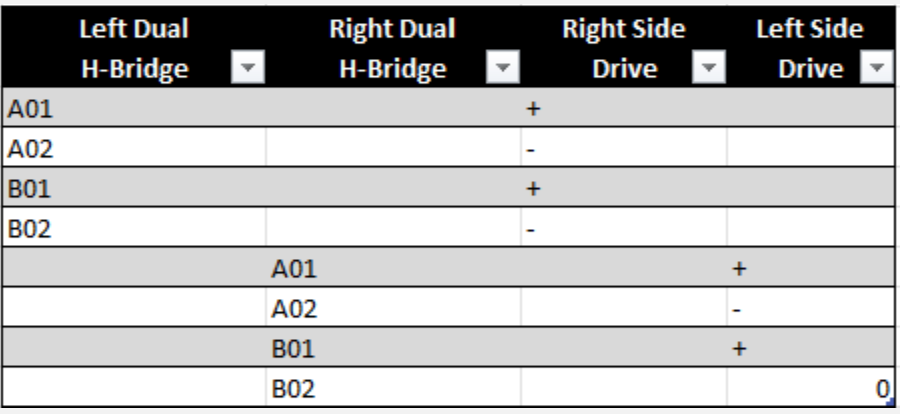 Left Dual H-Bridge Right Dual H-Bridge Right Side Drive Left Side Drive
A01 +
A02 -
B01 +
B02 -
A01 +
A02 -
B01 +
B02 0